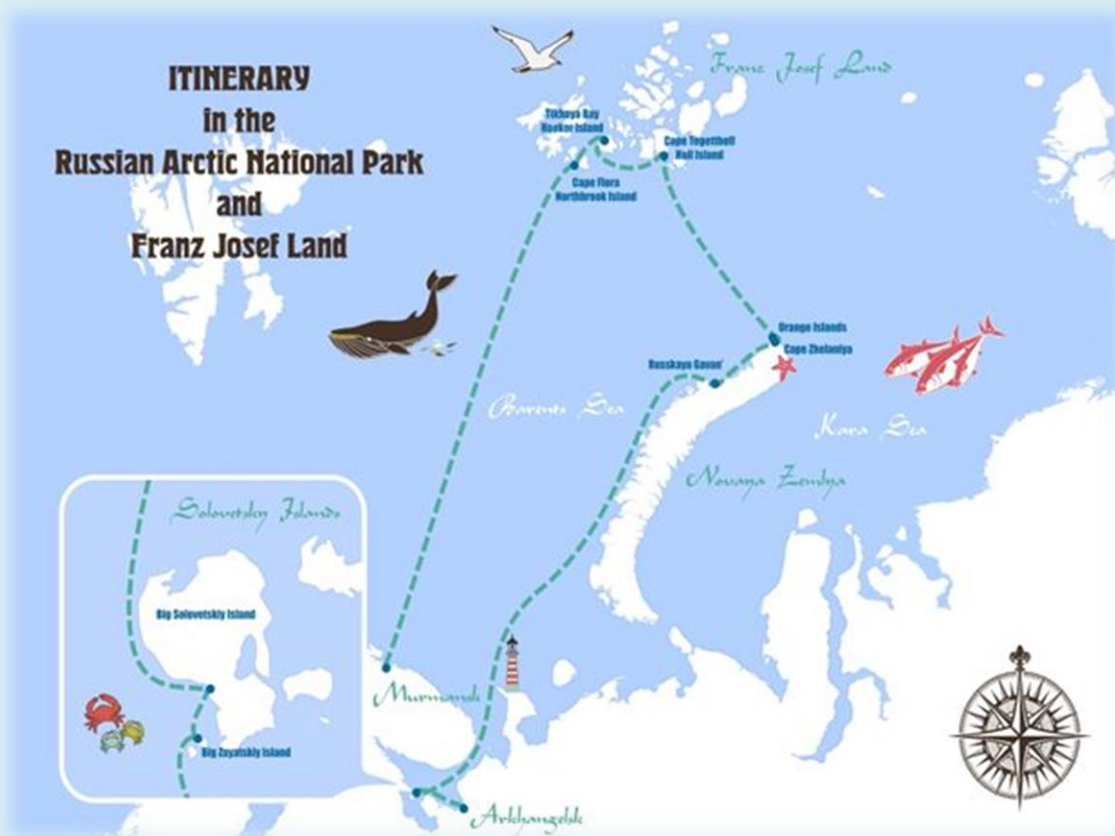 ITINERARY
in the
Russian Arctic National Park
and
Franz Josef Land
Franz Josef Land
Tikhaya Bay
Hooker Island
Cape Tegetthoff
Hall Island
Cape Flora
Northbrook Island
Orange Islands
Cape Zhelaniya
Russkaya Gavan'
Barents Sea
Kara Sea
Novaya Zemlya
Solovetsky Islands
Big Solovetskiy Island
Big Zayatskiy Island
Murmansk
Arkhangelsk